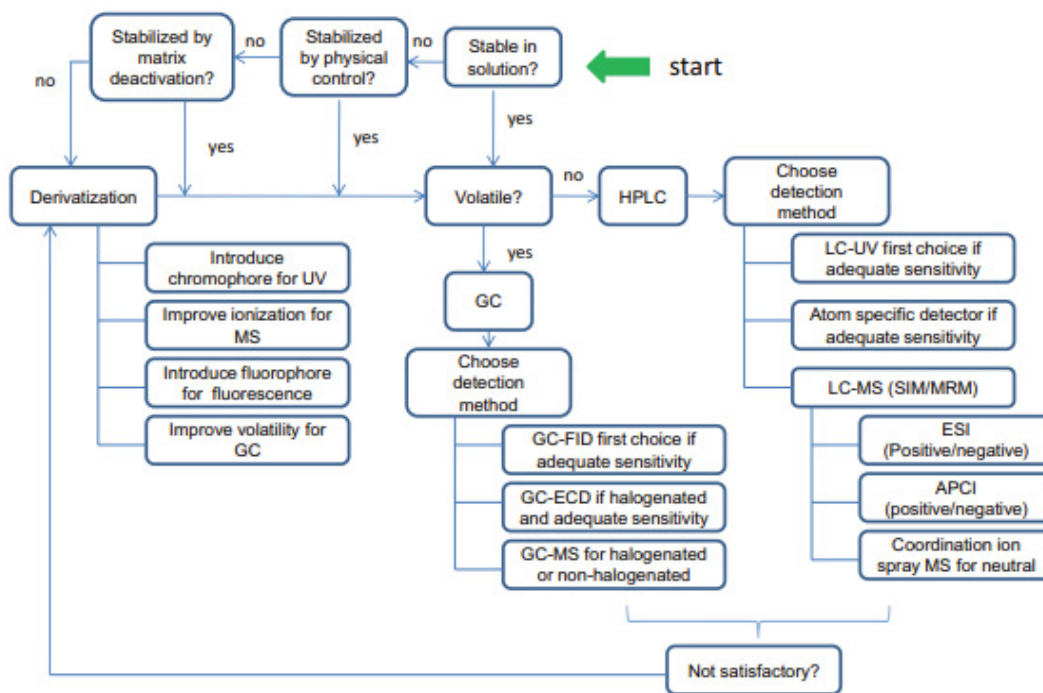 Stabilized by
matrix
deactivation?
no
Stabilized
by physical
control?
no
Stable in
solution?
start
no
yes
yes
yes
Derivatization
Volatile?
no
HPLC
Choose
detection
method
Introduce
chromophore for UV
Improve ionization for
MS
Introduce fluorophore
for fluorescence
Improve volatility for
GC
yes
GC
Choose
detection
method
GC-FID first choice if
adequate sensitivity
GC-ECD if halogenated
and adequate sensitivity
GC-MS for halogenated
or non-halogenated
LC-UV first choice if
adequate sensitivity
Atom specific detector if
adequate sensitivity
LC-MS (SIM/MRM)
ESI
(Positive/negative)
APCI
(positive/negative)
Coordination ion
spray MS for neutral
Not satisfactory?